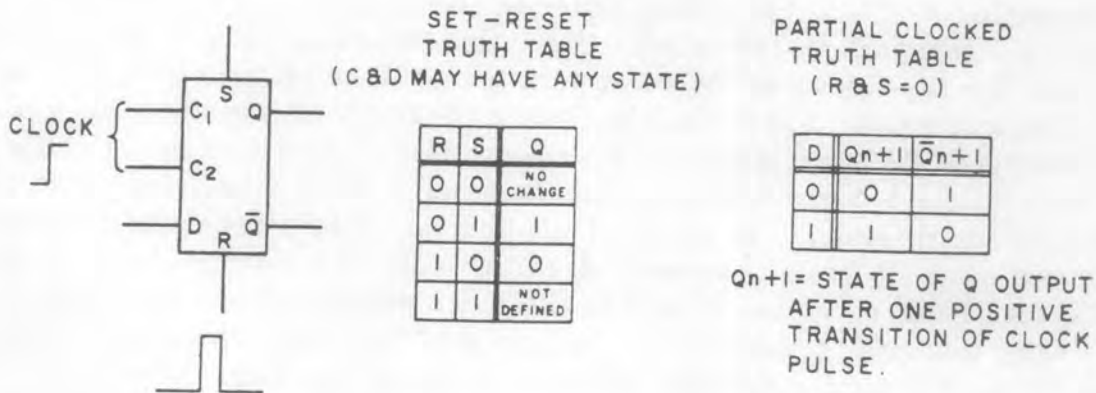 SET-RESET
TRUTH TABLE
(C&D MAY HAVE ANY STATE)
PARTIAL CLOCKED
TRUTH TABLE
(R&S=0)
CLOCK
S
C1 Q
C2
D Q̅
R
R S Q
0 0 NO CHANGE
0 1 1
1 0 0
1 1 NOT DEFINED
D Qn+1 Q̅n+1
0 0 1
1 1 0
Qn+1= STATE OF Q OUTPUT
AFTER ONE POSITIVE
TRANSITION OF CLOCK
PULSE.